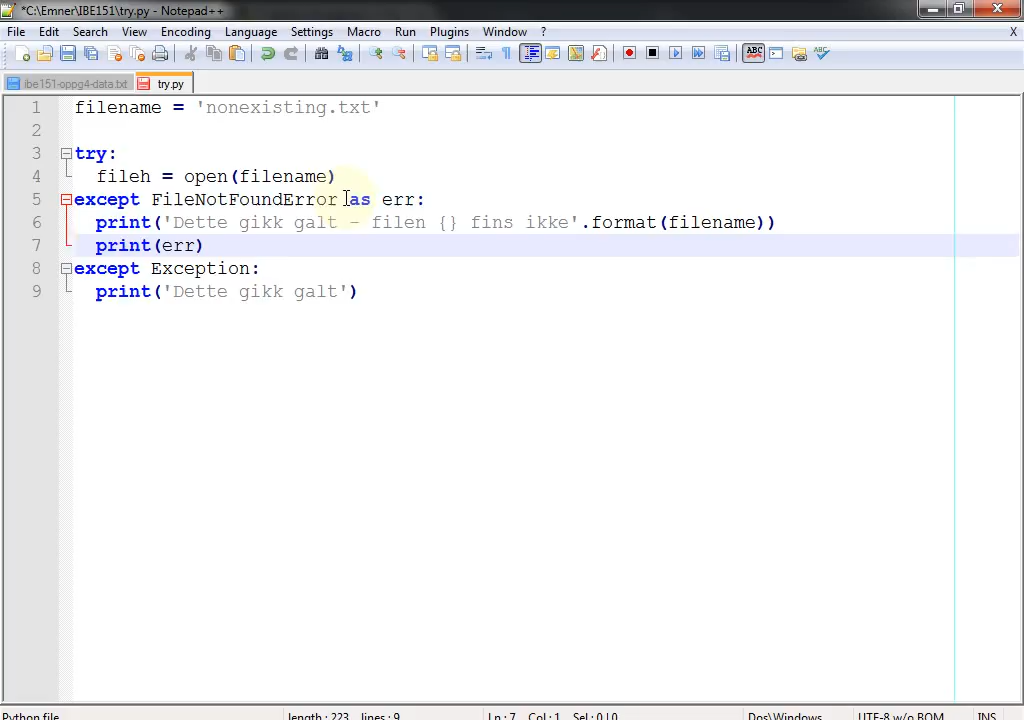 *C:\Emner\IBE151\try.py - Notepad++
File Edit Search View Encoding Language Settings Macro Run Plugins Window ? X
ibe151-oppg4-data.txt try.py
1 filename = 'nonexisting.txt'
2
3 try:
4 fileh = open(filename)
5 except FileNotFoundError as err:
6 print('Dette gikk galt - filen {} fins ikke'.format(filename))
7 print(err)
8 except Exception:
9 print('Dette gikk galt')
Python file length : 223 lines : 9 Ln : 7 Col : 1 Sel : 0 | 0 Dos\Windows UTF-8 w/o BOM INS